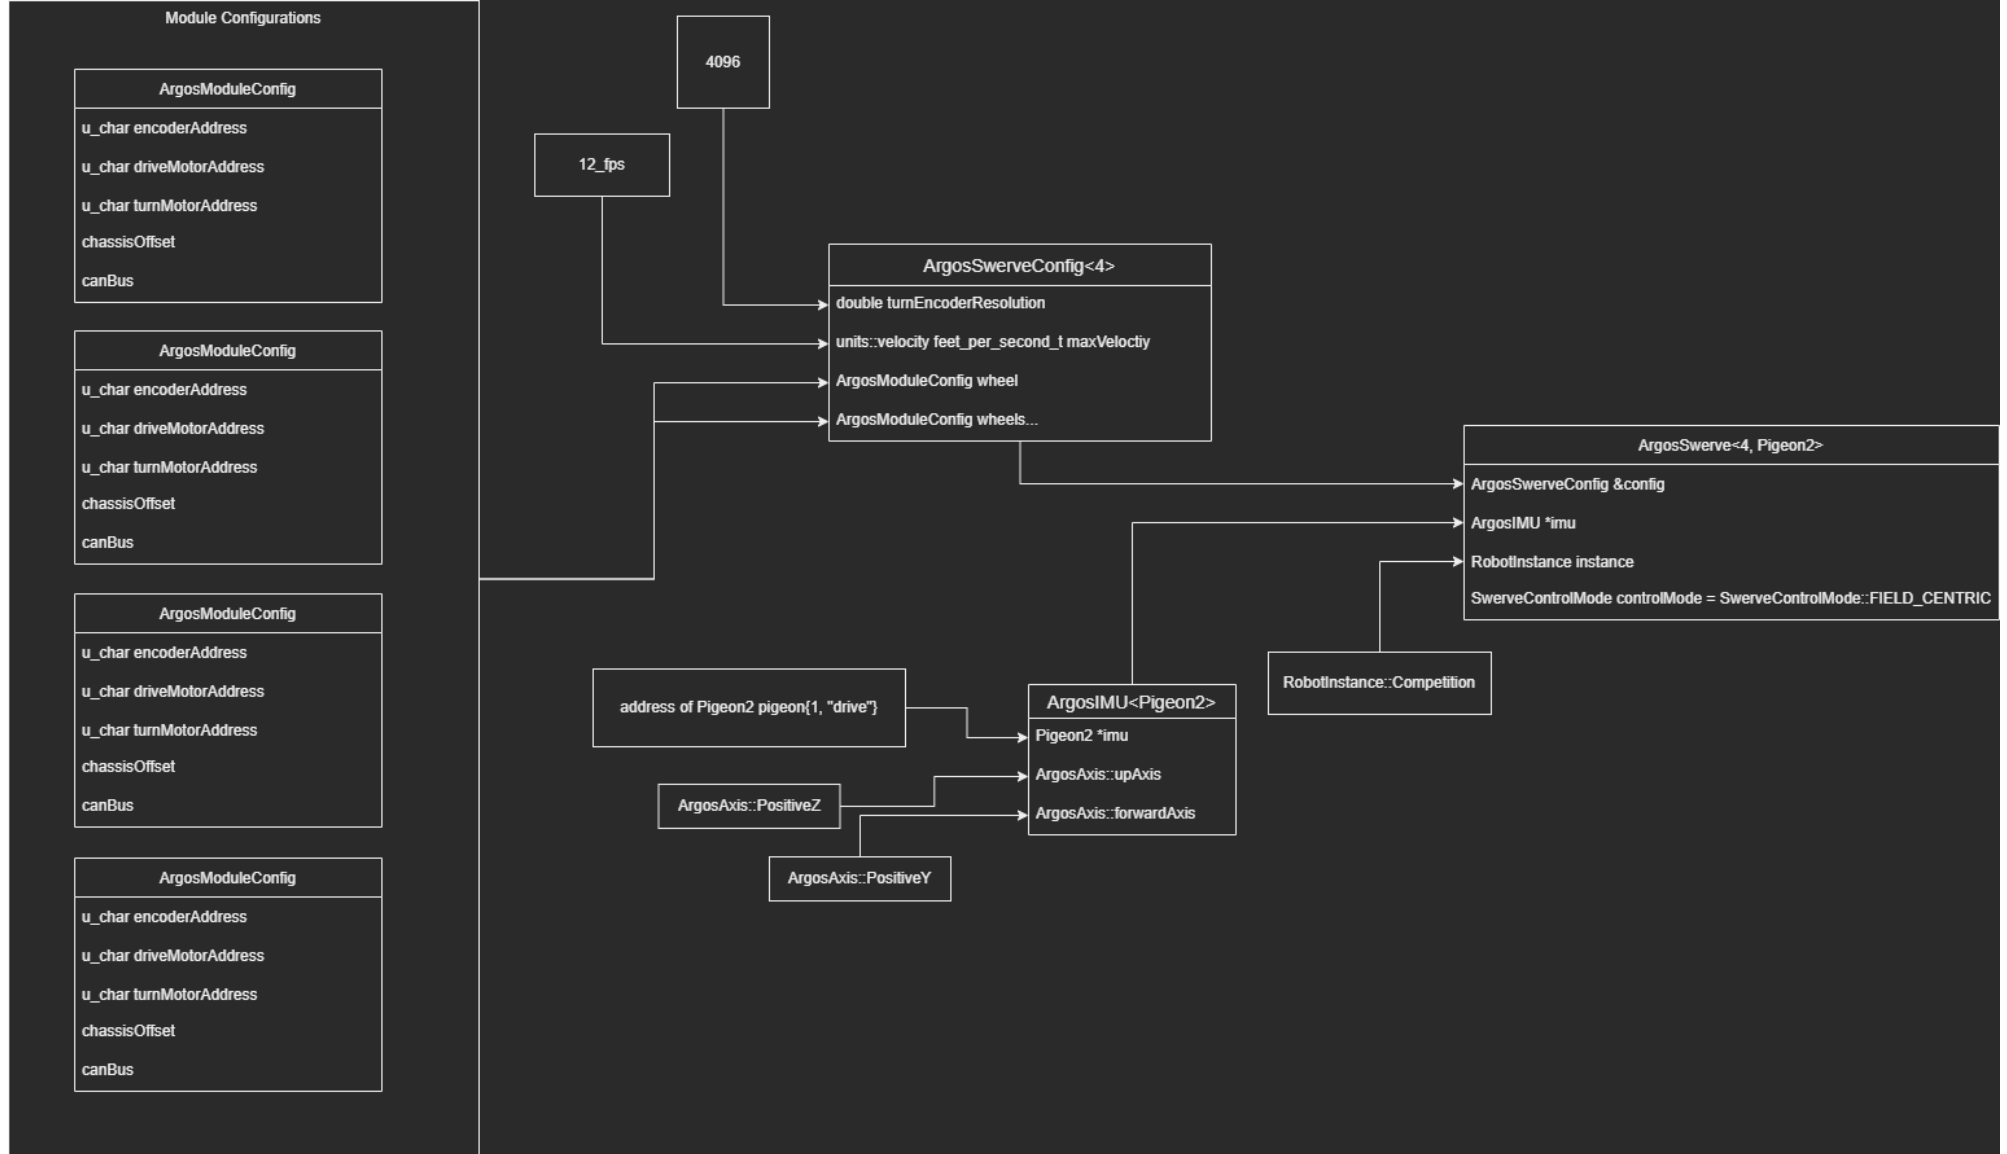 Module Configurations
ArgosModuleConfig
u_char encoderAddress
u_char driveMotorAddress
u_char turnMotorAddress
chassisOffset
canBus
ArgosModuleConfig
u_char encoderAddress
u_char driveMotorAddress
u_char turnMotorAddress
chassisOffset
canBus
ArgosModuleConfig
u_char encoderAddress
u_char driveMotorAddress
u_char turnMotorAddress
chassisOffset
canBus
ArgosModuleConfig
u_char encoderAddress
u_char driveMotorAddress
u_char turnMotorAddress
chassisOffset
canBus
4096
12_fps
ArgosSwerveConfig<4>
double turnEncoderResolution
units::velocity feet_per_second_t maxVeloctiy
ArgosModuleConfig wheel
ArgosModuleConfig wheels...
ArgosSwerve<4, Pigeon2>
ArgosSwerveConfig &config
ArgosIMU *imu
RobotInstance instance
SwerveControlMode controlMode = SwerveControlMode::FIELD_CENTRIC
RobotInstance::Competition
address of Pigeon2 pigeon{1, "drive"}
ArgosIMU<Pigeon2>
Pigeon2 *imu
ArgosAxis::upAxis
ArgosAxis::forwardAxis
ArgosAxis::PositiveZ
ArgosAxis::PositiveY